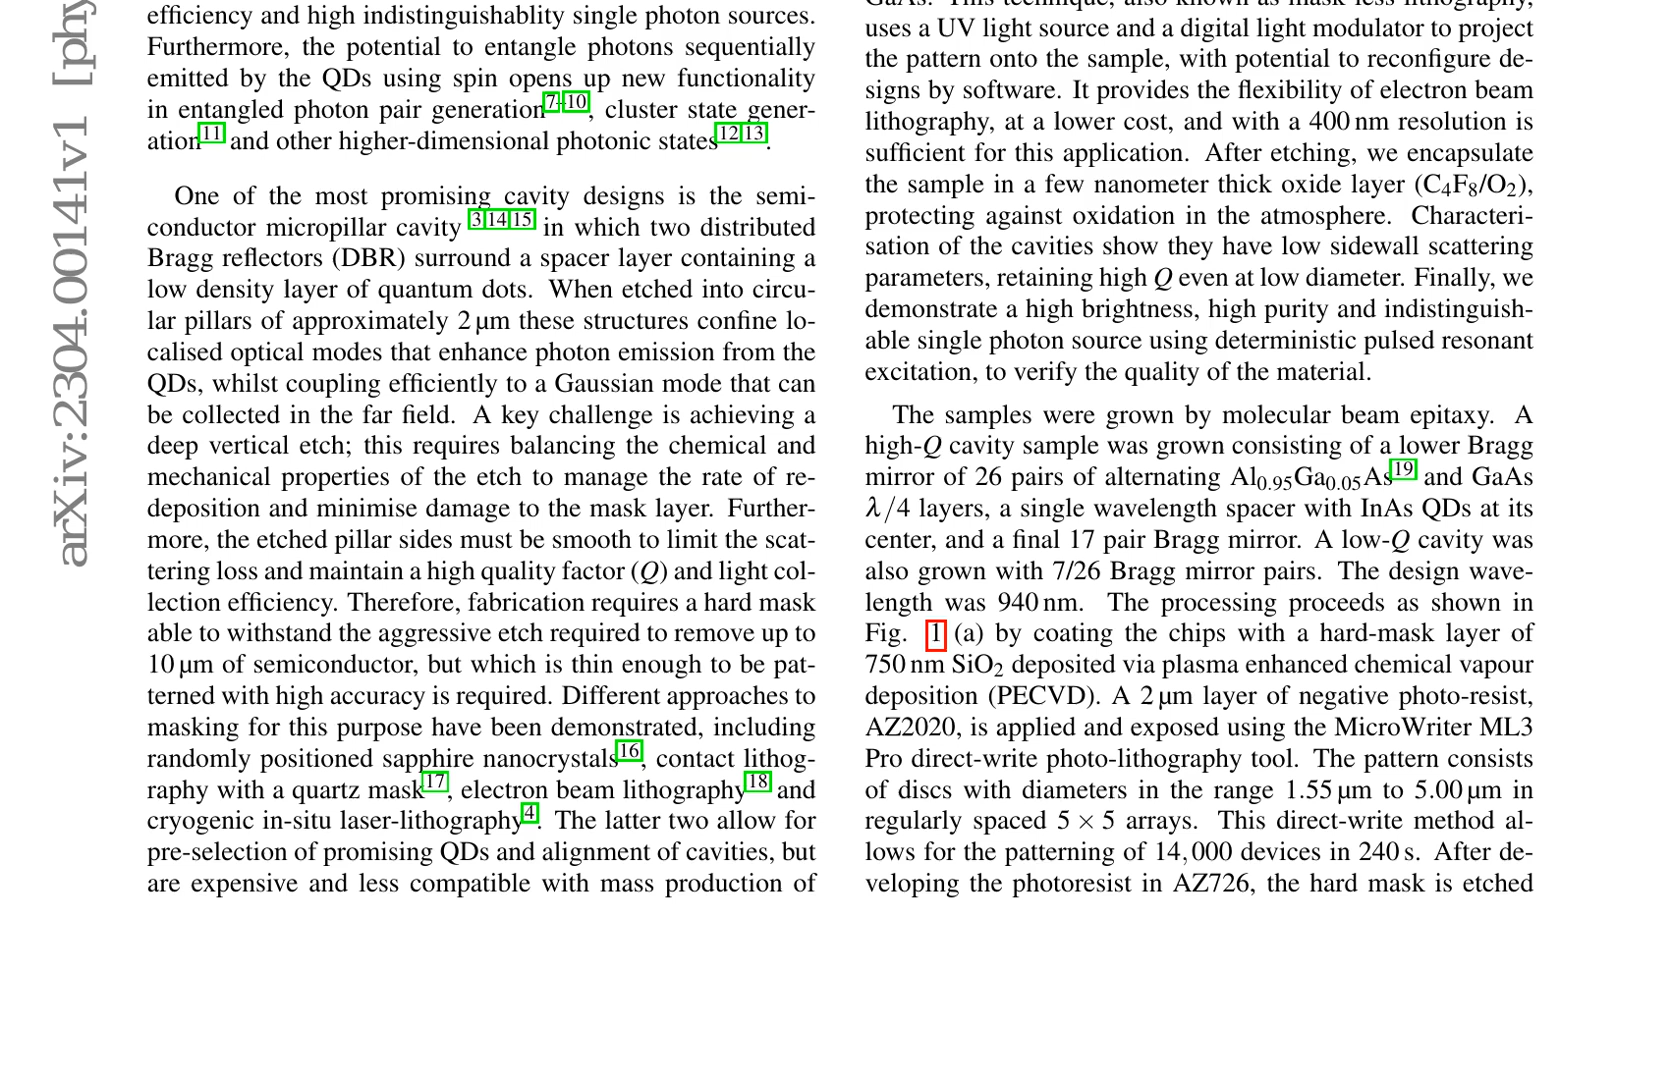 arXiv:2304.00141v1 [phy
efficiency and high indistinguishablity single photon sources.
Furthermore, the potential to entangle photons sequentially
emitted by the QDs using spin opens up new functionality
in entangled photon pair generation7–10, cluster state gener-
ation11 and other higher-dimensional photonic states12,13.
One of the most promising cavity designs is the semi-
conductor micropillar cavity 3,14,15 in which two distributed
Bragg reflectors (DBR) surround a spacer layer containing a
low density layer of quantum dots. When etched into circu-
lar pillars of approximately 2 µm these structures confine lo-
calised optical modes that enhance photon emission from the
QDs, whilst coupling efficiently to a Gaussian mode that can
be collected in the far field. A key challenge is achieving a
deep vertical etch; this requires balancing the chemical and
mechanical properties of the etch to manage the rate of re-
deposition and minimise damage to the mask layer. Further-
more, the etched pillar sides must be smooth to limit the scat-
tering loss and maintain a high quality factor (Q) and light col-
lection efficiency. Therefore, fabrication requires a hard mask
able to withstand the aggressive etch required to remove up to
10 µm of semiconductor, but which is thin enough to be pat-
terned with high accuracy is required. Different approaches to
masking for this purpose have been demonstrated, including
randomly positioned sapphire nanocrystals16, contact lithog-
raphy with a quartz mask17, electron beam lithography18 and
cryogenic in-situ laser-lithography4. The latter two allow for
pre-selection of promising QDs and alignment of cavities, but
are expensive and less compatible with mass production of
GaAs. This technique, also known as mask-less lithography,
uses a UV light source and a digital light modulator to project
the pattern onto the sample, with potential to reconfigure de-
signs by software. It provides the flexibility of electron beam
lithography, at a lower cost, and with a 400 nm resolution is
sufficient for this application. After etching, we encapsulate
the sample in a few nanometer thick oxide layer (C4F8/O2),
protecting against oxidation in the atmosphere. Characteri-
sation of the cavities show they have low sidewall scattering
parameters, retaining high Q even at low diameter. Finally, we
demonstrate a high brightness, high purity and indistinguish-
able single photon source using deterministic pulsed resonant
excitation, to verify the quality of the material.
The samples were grown by molecular beam epitaxy. A
high-Q cavity sample was grown consisting of a lower Bragg
mirror of 26 pairs of alternating Al0.95Ga0.05As19 and GaAs
λ/4 layers, a single wavelength spacer with InAs QDs at its
center, and a final 17 pair Bragg mirror. A low-Q cavity was
also grown with 7/26 Bragg mirror pairs. The design wave-
length was 940 nm. The processing proceeds as shown in
Fig. 1 (a) by coating the chips with a hard-mask layer of
750 nm SiO2 deposited via plasma enhanced chemical vapour
deposition (PECVD). A 2 µm layer of negative photo-resist,
AZ2020, is applied and exposed using the MicroWriter ML3
Pro direct-write photo-lithography tool. The pattern consists
of discs with diameters in the range 1.55 µm to 5.00 µm in
regularly spaced 5 × 5 arrays. This direct-write method al-
lows for the patterning of 14,000 devices in 240 s. After de-
veloping the photoresist in AZ726, the hard mask is etched